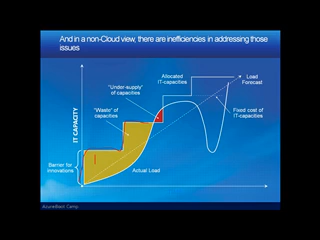 And in a non-Cloud view, there are inefficiencies in addressing those
issues
"Under-supply"
of capacities
Allocated
IT-capacities
Load
Forecast
"Waste" of
capacities
Fixed cost of
IT-capacities
IT CAPACITY
Barrier for
Innovations
Actual Load